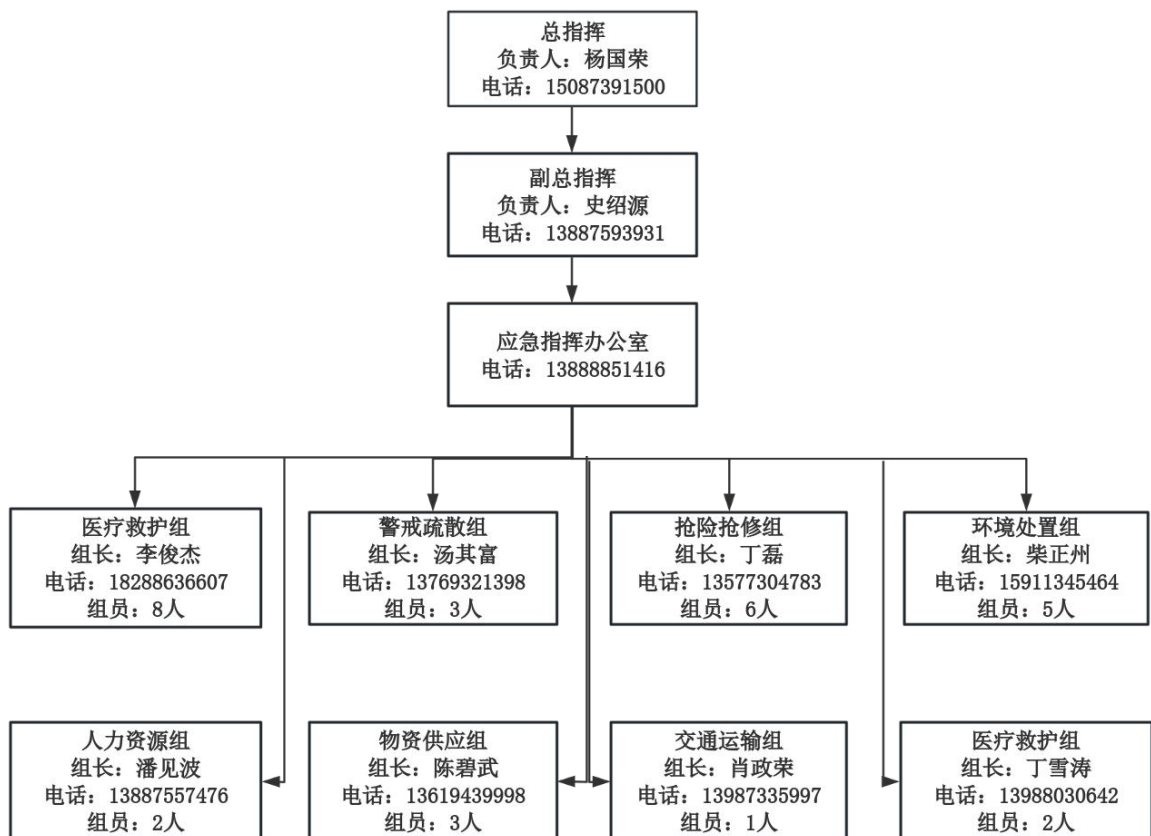 总指挥
负责人：杨国荣
电话：15087391500
副总指挥
负责人：史绍源
电话：13887593931
应急指挥办公室
电话：13888851416
医疗救护组
组长：李俊杰
电话：18288636607
组员：8人
警戒疏散组
组长：汤其富
电话：13769321398
组员：3人
抢险抢修组
组长：丁磊
电话：13577304783
组员：6人
环境处置组
组长：柴正州
电话：15911345464
组员：5人
人力资源组
组长：潘见波
电话：13887557476
组员：2人
物资供应组
组长：陈碧武
电话：13619439998
组员：3人
交通运输组
组长：肖政荣
电话：13987335997
组员：1人
医疗救护组
组长：丁雪涛
电话：13988030642
组员：2人